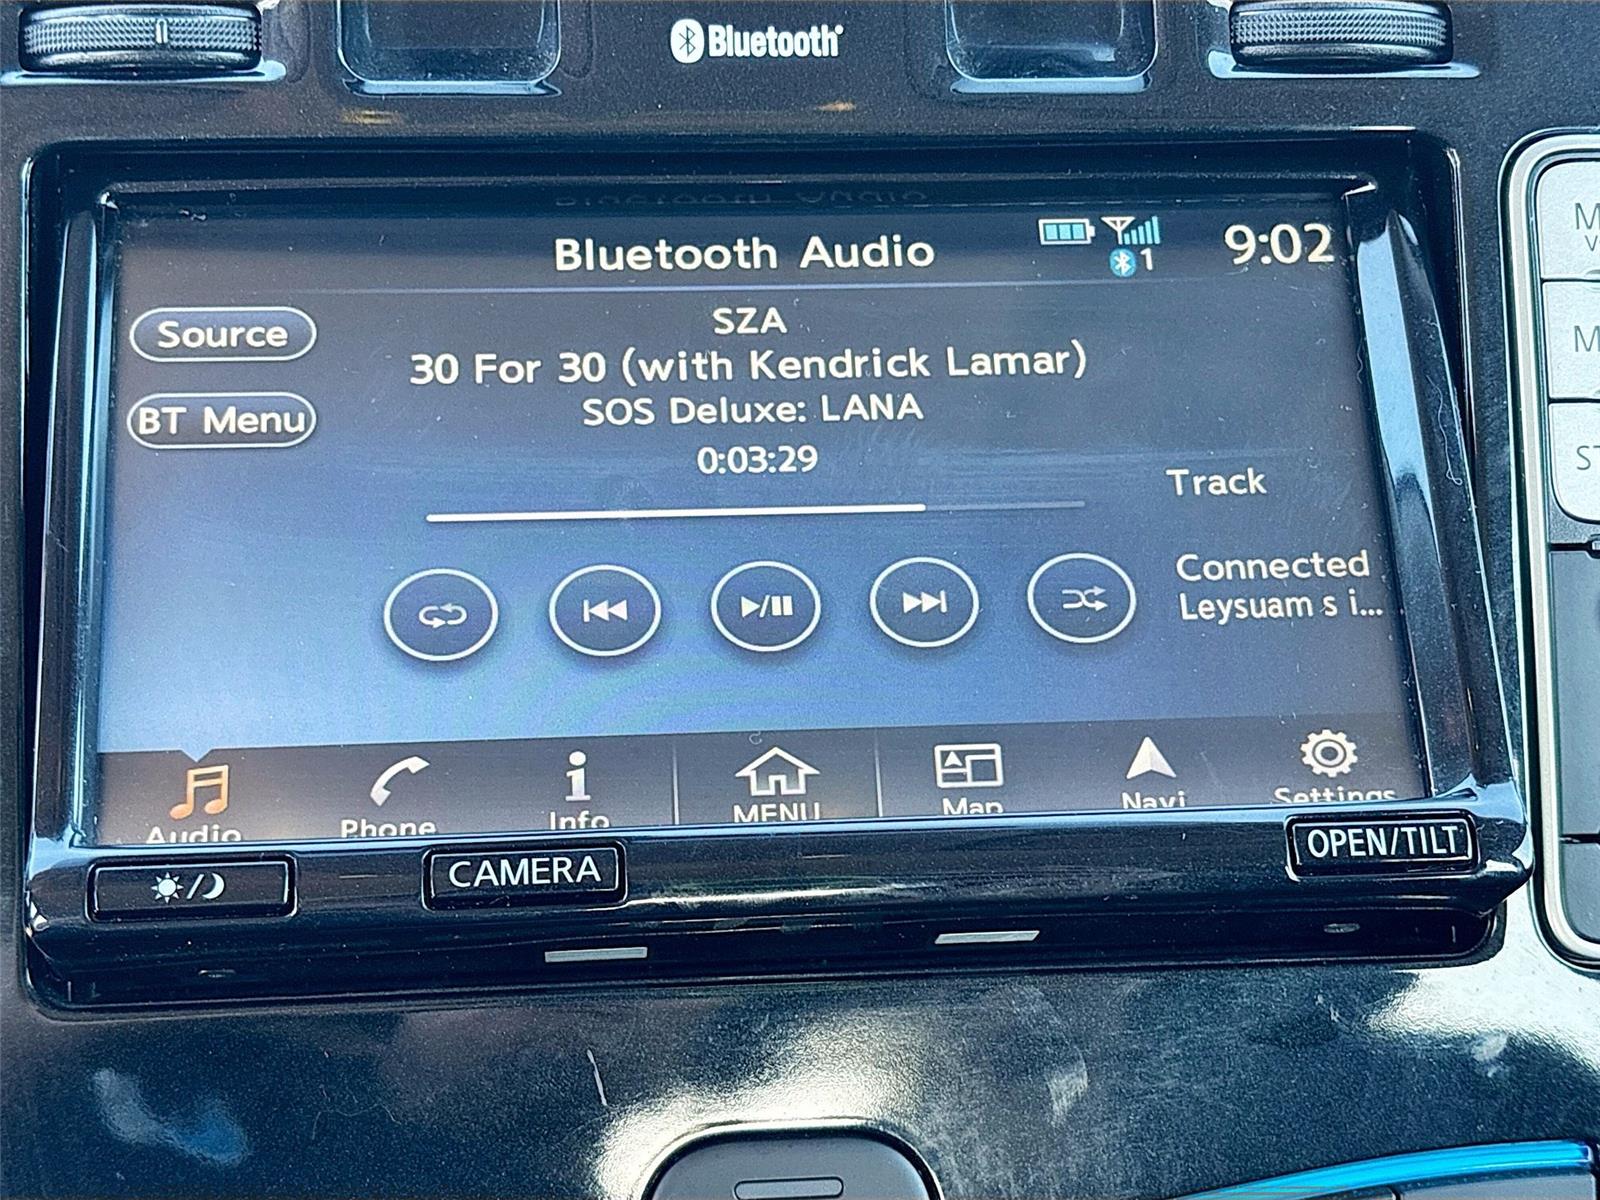 Bluetooth®
Bluetooth Audio
1
9:02
Source
SZA
30 For 30 (with Kendrick Lamar)
BT Menu
SOS Deluxe: LANA
0:03:29
Track
Connected
Leysuam s i...
Audio
Phone
Info
MENU
Map
Navi
Settings
CAMERA
OPEN/TILT